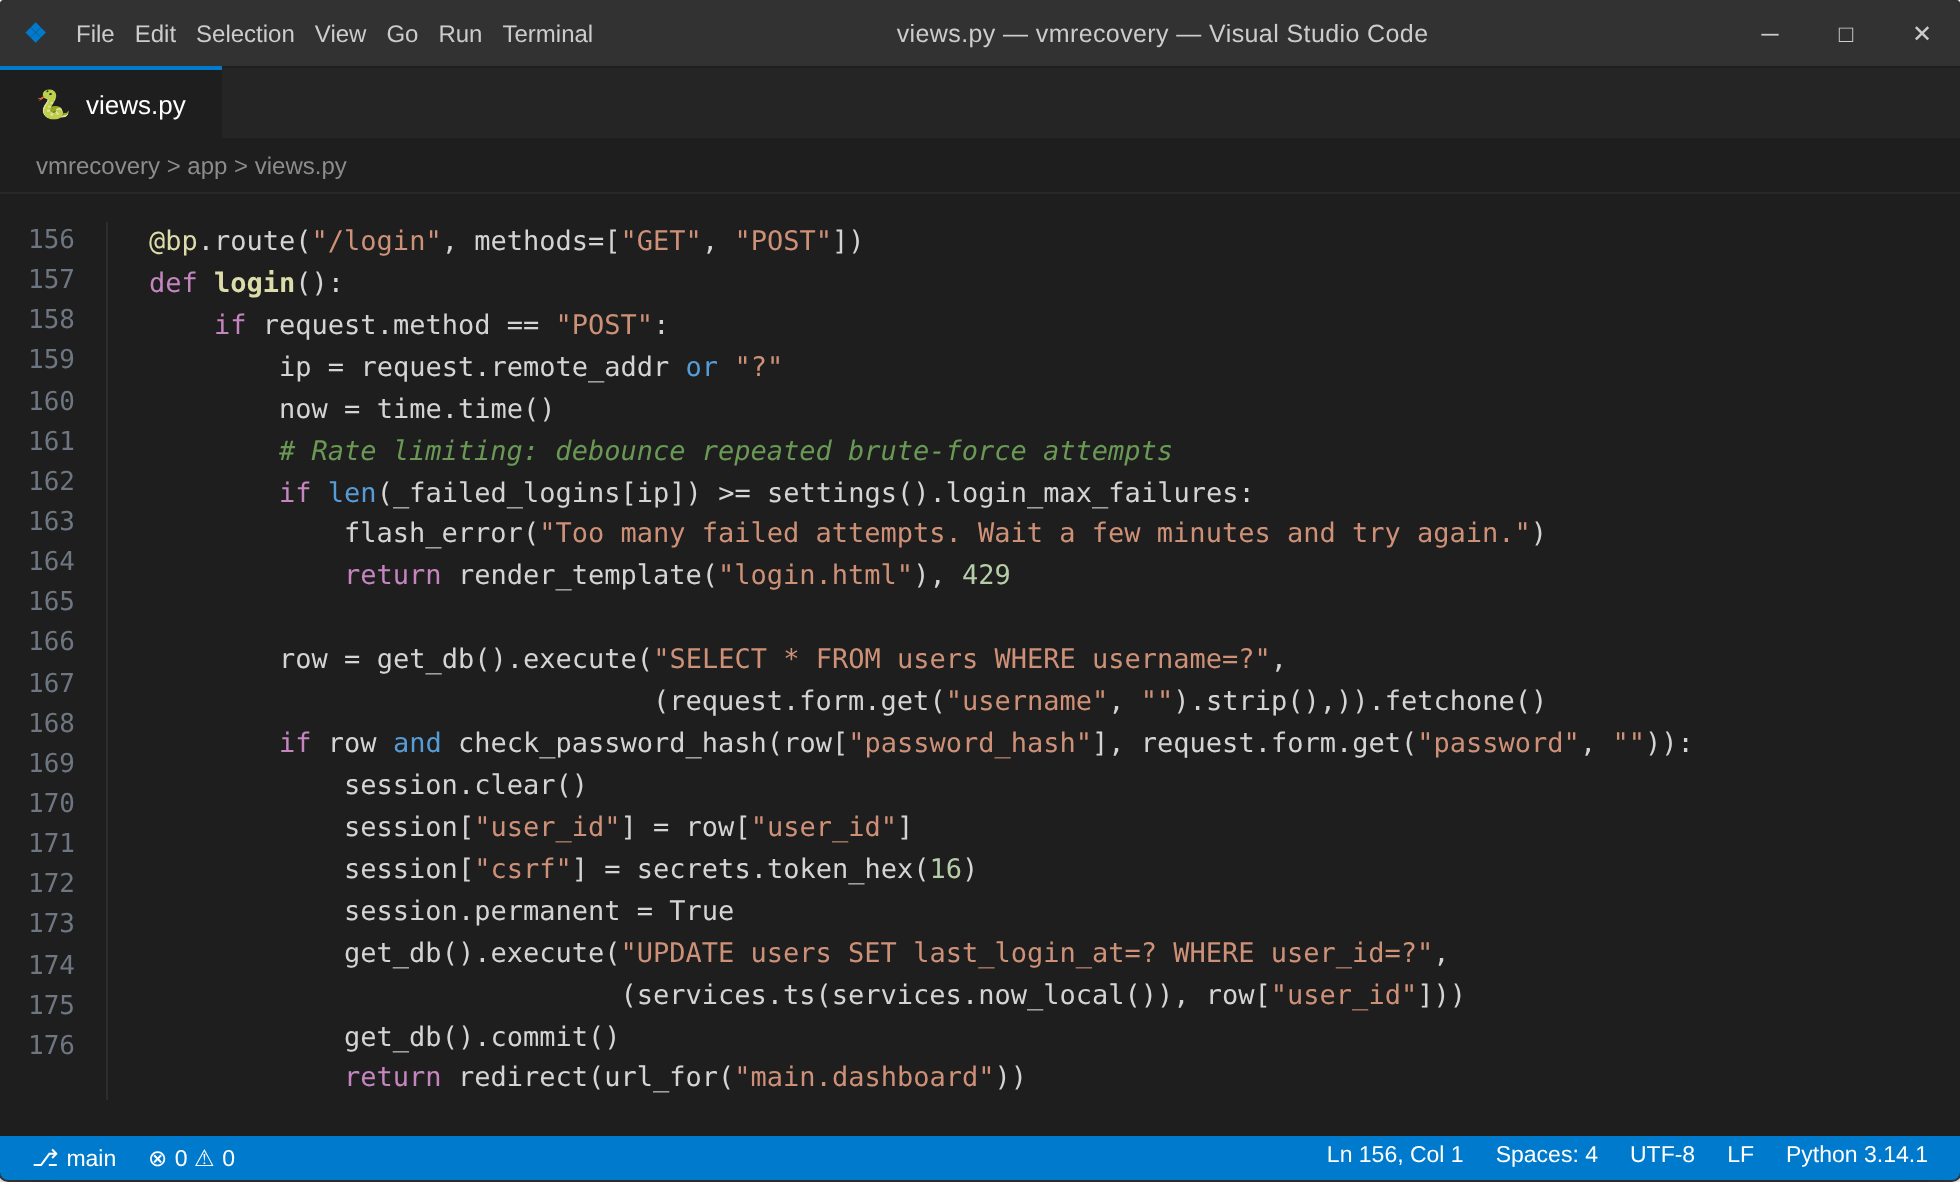 File Edit Selection View Go Run Terminal
views.py — vmrecovery — Visual Studio Code
views.py
vmrecovery > app > views.py
156 @bp.route("/login", methods=["GET", "POST"])
157 def login():
158     if request.method == "POST":
159         ip = request.remote_addr or "?"
160         now = time.time()
161         # Rate limiting: debounce repeated brute-force attempts
162         if len(_failed_logins[ip]) >= settings().login_max_failures:
163             flash_error("Too many failed attempts. Wait a few minutes and try again.")
164             return render_template("login.html"), 429
165
166         row = get_db().execute("SELECT * FROM users WHERE username=?",
167                                (request.form.get("username", "").strip(),)).fetchone()
168         if row and check_password_hash(row["password_hash"], request.form.get("password", "")):
169             session.clear()
170             session["user_id"] = row["user_id"]
171             session["csrf"] = secrets.token_hex(16)
172             session.permanent = True
173             get_db().execute("UPDATE users SET last_login_at=? WHERE user_id=?",
174                              (services.ts(services.now_local()), row["user_id"]))
175             get_db().commit()
176             return redirect(url_for("main.dashboard"))
main ⊗ 0 ⚠ 0
Ln 156, Col 1 Spaces: 4 UTF-8 LF Python 3.14.1